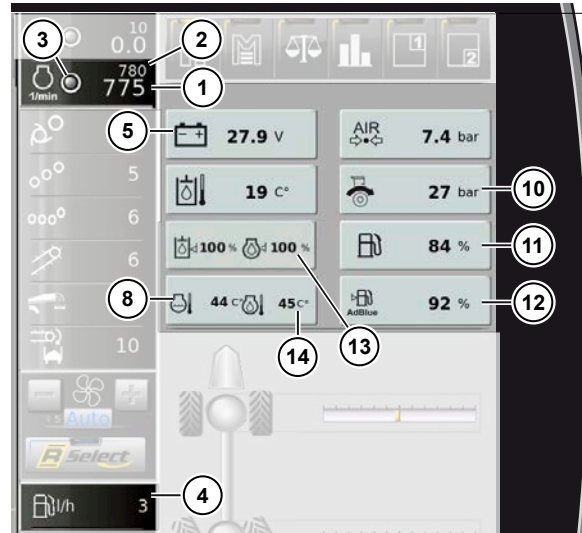 10
3
0.0
2
780
775
1
1/min
5
27.9 V
AIR
7.4 bar
19 C°
27 bar
10
5
6
100 % 100 %
84 %
11
6
8
44 C° 45 C°
AdBlue
92 %
12
10
14
13
Auto
R Select
l/h
3
4
1
2